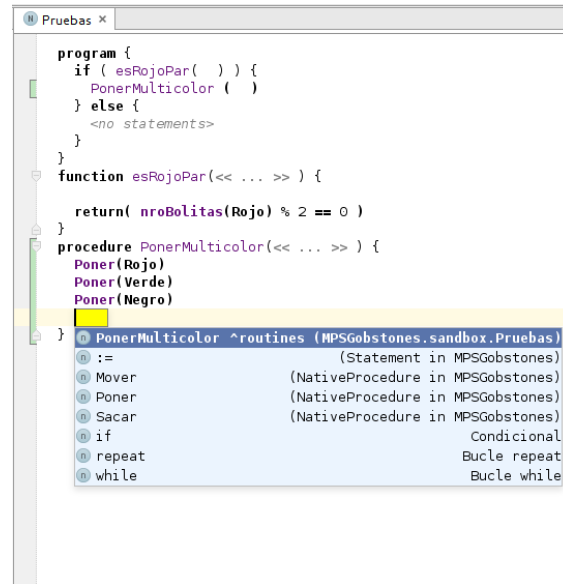 N Pruebas ×
program {
if ( esRojoPar( ) ) {
PonerMulticolor ( )
} else {
<no statements>
}
}
function esRojoPar(<< ... >> ) {
return( nroBolitas(Rojo) % 2 == 0 )
}
procedure PonerMulticolor(<< ... >> ) {
Poner(Rojo)
Poner(Verde)
Poner(Negro)
}
n PonerMulticolor ^routines (MPSGobstones.sandbox.Pruebas)
n := (Statement in MPSGobstones)
n Mover (NativeProcedure in MPSGobstones)
n Poner (NativeProcedure in MPSGobstones)
n Sacar (NativeProcedure in MPSGobstones)
n if Condicional
n repeat Bucle repeat
n while Bucle while